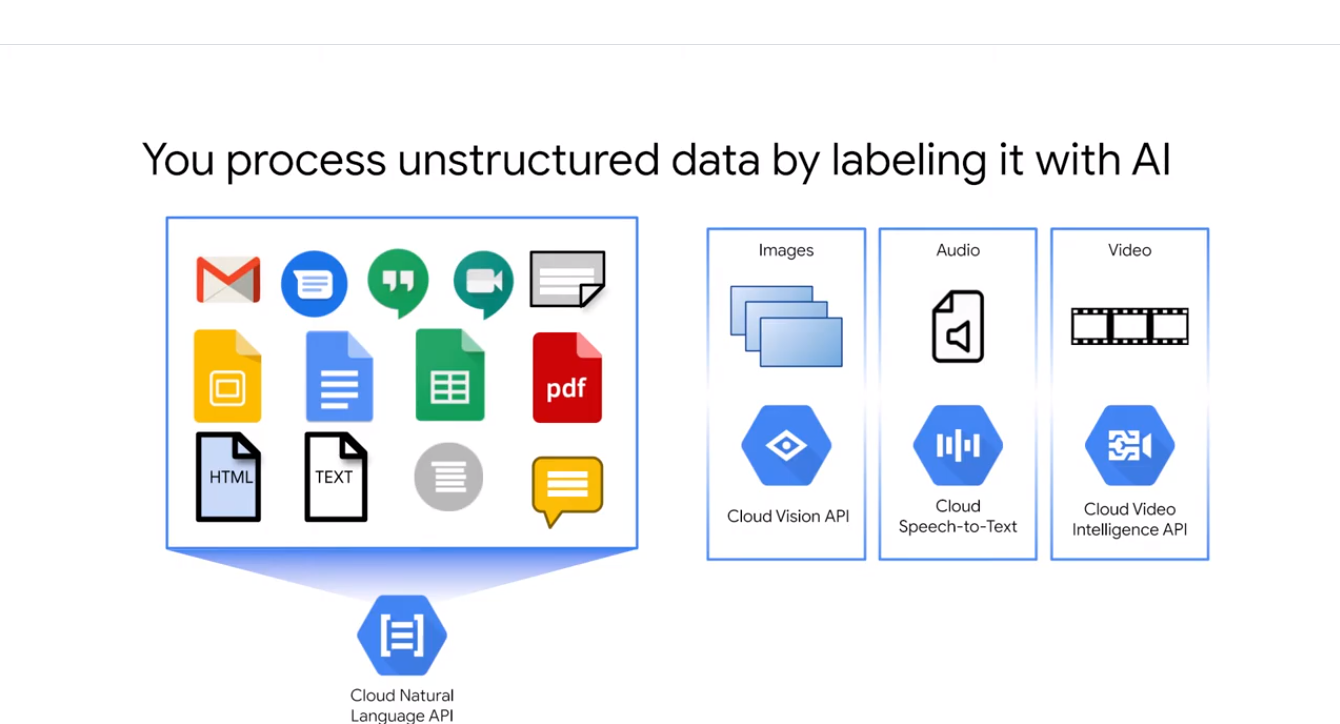 You process unstructured data by labeling it with AI
pdf
HTML
TEXT
Cloud Natural
Language API
Images
Cloud Vision API
Audio
Cloud
Speech-to-Text
Video
Cloud Video
Intelligence API